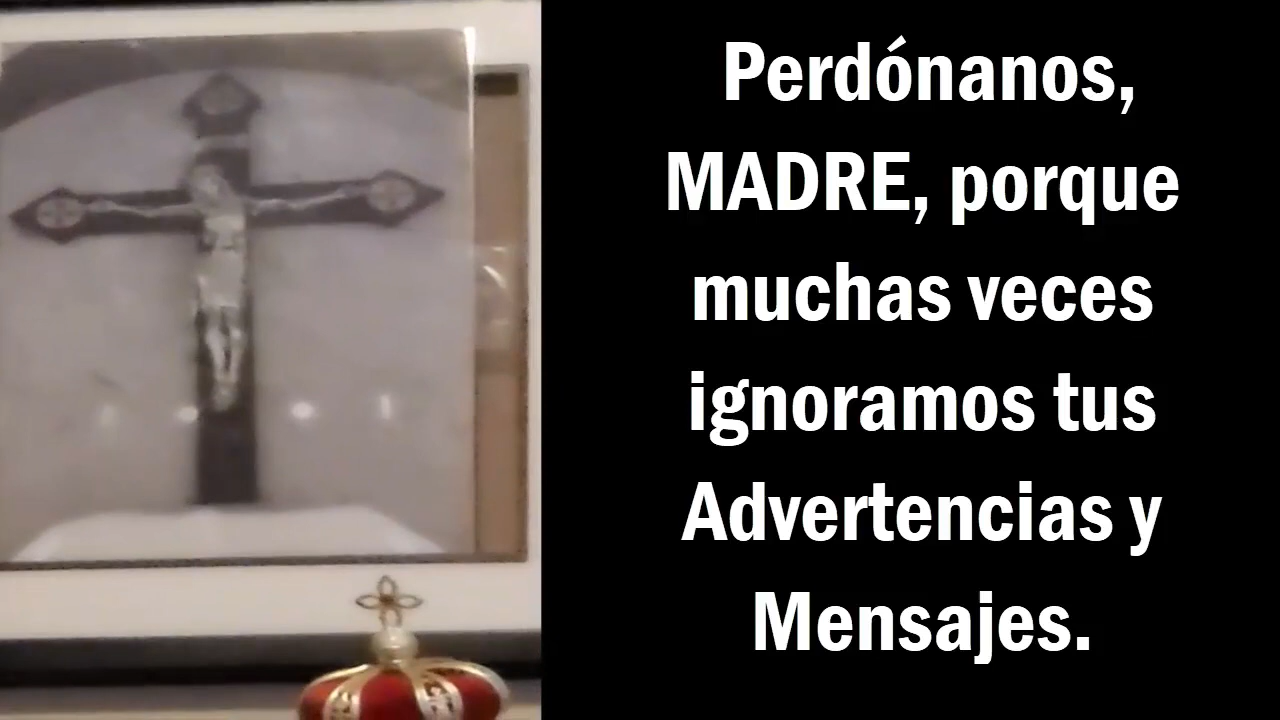 Perdónanos,
MADRE, porque
muchas veces
ignoramos tus
Advertencias y
Mensajes.